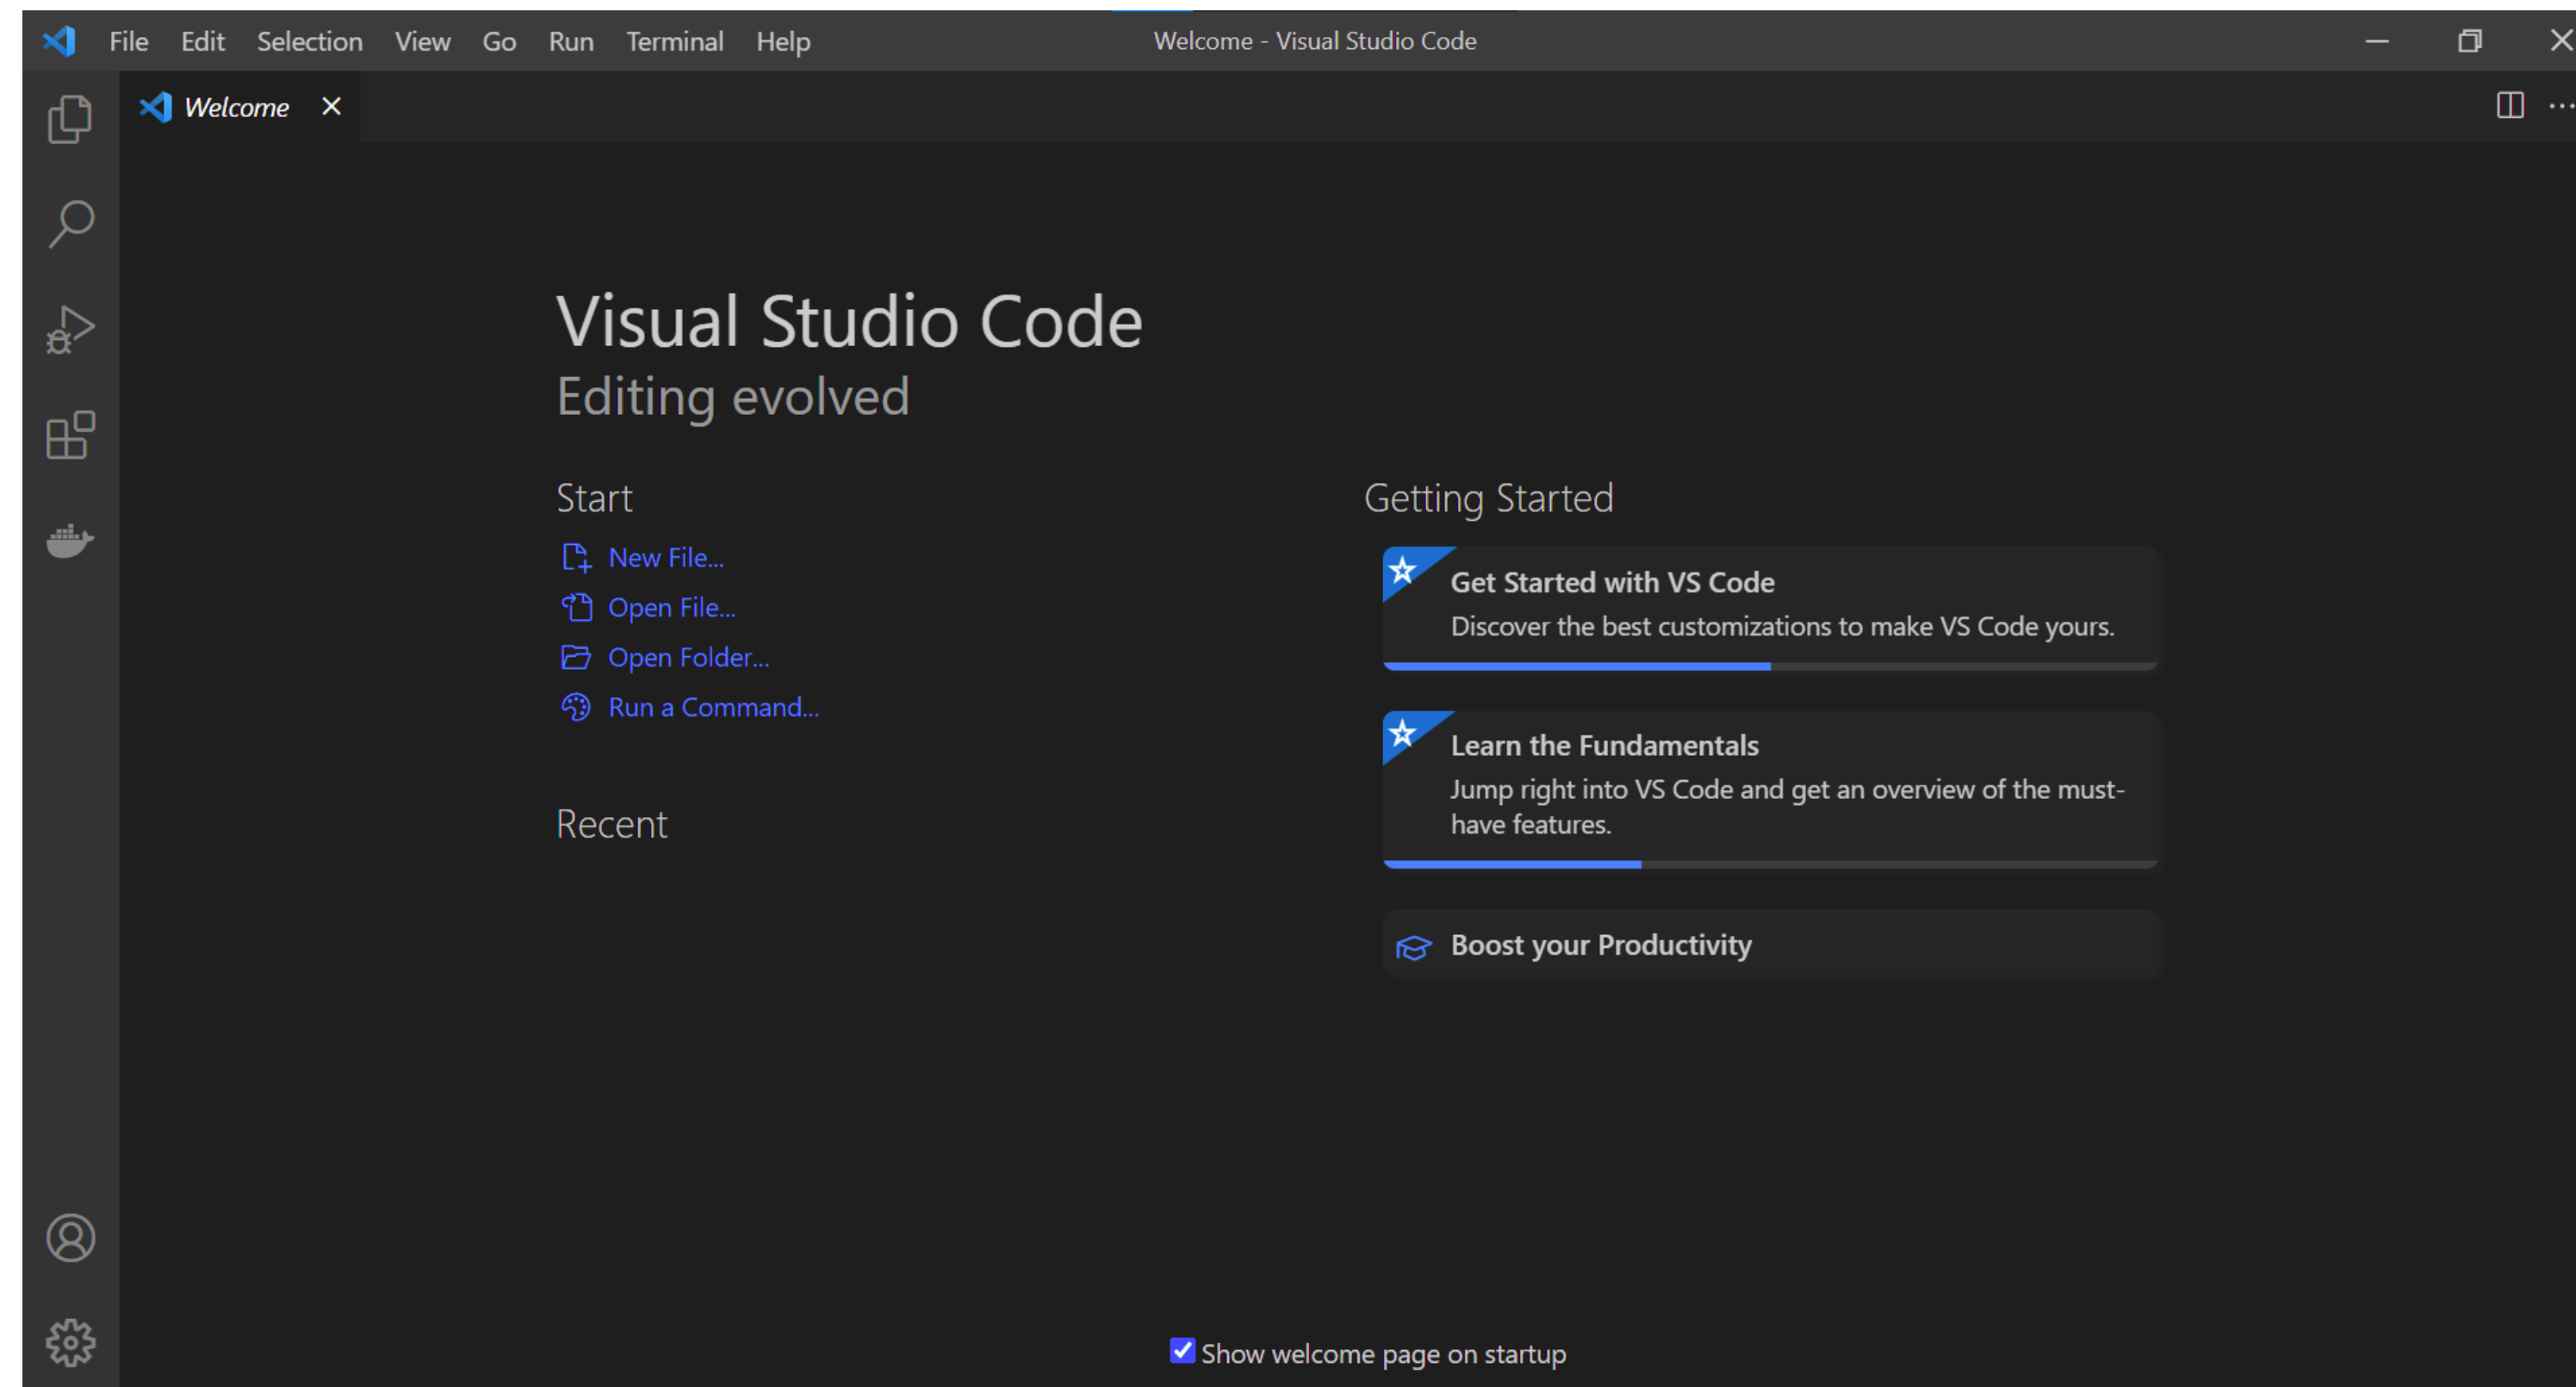 File Edit Selection View Go Run Terminal Help
Welcome - Visual Studio Code
Welcome
Visual Studio Code
Editing evolved
Start
New File...
Open File...
Open Folder...
Run a Command...
Recent
Getting Started
Get Started with VS Code
Discover the best customizations to make VS Code yours.
Learn the Fundamentals
Jump right into VS Code and get an overview of the must-
have features.
Boost your Productivity
Show welcome page on startup